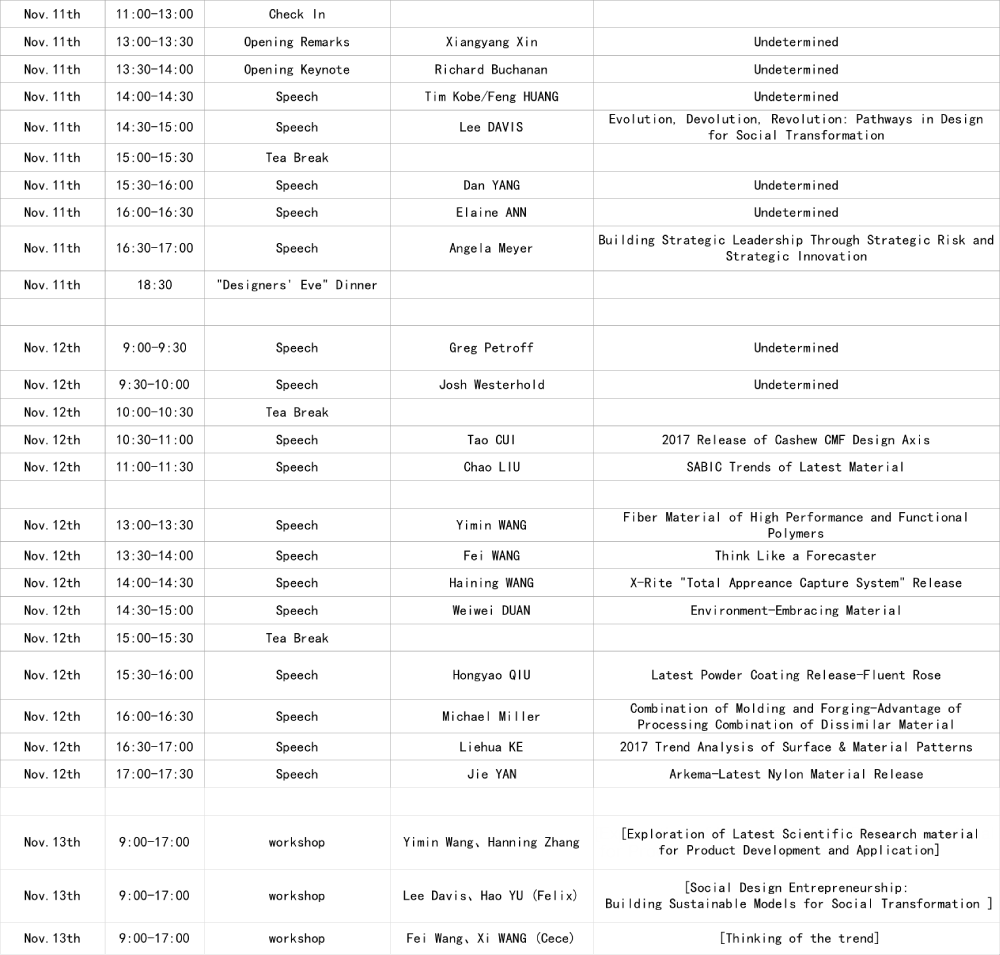 Nov. 11th 11:00-13:00 Check In
Nov. 11th 13:00-13:30 Opening Remarks Xiangyang Xin Undetermined
Nov. 11th 13:30-14:00 Opening Keynote Richard Buchanan Undetermined
Nov. 11th 14:00-14:30 Speech Tim Kobe/Feng HUANG Undetermined
Nov. 11th 14:30-15:00 Speech Lee DAVIS Evolution, Devolution, Revolution: Pathways in Design
for Social Transformation
Nov. 11th 15:00-15:30 Tea Break
Nov. 11th 15:30-16:00 Speech Dan YANG Undetermined
Nov. 11th 16:00-16:30 Speech Elaine ANN Undetermined
Nov. 11th 16:30-17:00 Speech Angela Meyer Building Strategic Leadership Through Strategic Risk and
Strategic Innovation
Nov. 11th 18:30 "Designers' Eve" Dinner
Nov. 12th 9:00-9:30 Speech Greg Petroff Undetermined
Nov. 12th 9:30-10:00 Speech Josh Westerhold Undetermined
Nov. 12th 10:00-10:30 Tea Break
Nov. 12th 10:30-11:00 Speech Tao CUI 2017 Release of Cashew CMF Design Axis
Nov. 12th 11:00-11:30 Speech Chao LIU SABIC Trends of Latest Material
Nov. 12th 13:00-13:30 Speech Yimin WANG Fiber Material of High Performance and Functional
Polymers
Nov. 12th 13:30-14:00 Speech Fei WANG Think Like a Forecaster
Nov. 12th 14:00-14:30 Speech Haining WANG X-Rite "Total Appreance Capture System" Release
Nov. 12th 14:30-15:00 Speech Weiwei DUAN Environment-Embracing Material
Nov. 12th 15:00-15:30 Tea Break
Nov. 12th 15:30-16:00 Speech Hongyao QIU Latest Powder Coating Release-Fluent Rose
Nov. 12th 16:00-16:30 Speech Michael Miller Combination of Molding and Forging-Advantage of
Processing Combination of Dissimilar Material
Nov. 12th 16:30-17:00 Speech Liehua KE 2017 Trend Analysis of Surface & Material Patterns
Nov. 12th 17:00-17:30 Speech Jie YAN Arkema-Latest Nylon Material Release
Nov. 13th 9:00-17:00 workshop Yimin Wang、Hanning Zhang [Exploration of Latest Scientific Research material
for Product Development and Application]
Nov. 13th 9:00-17:00 workshop Lee Davis、Hao YU (Felix) [Social Design Entrepreneurship:
Building Sustainable Models for Social Transformation ]
Nov. 13th 9:00-17:00 workshop Fei Wang、Xi WANG (Cece) [Thinking of the trend]